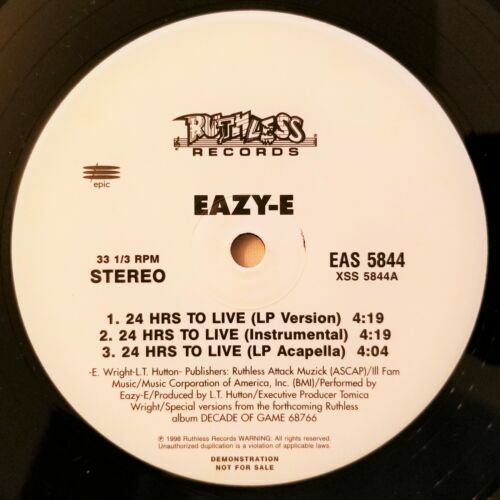 RUTHLESS
RECORDS
epic
EAZY-E
33 1/3 RPM
STEREO
EAS 5844
XSS 5844A
1. 24 HRS TO LIVE (LP Version) 4:19
2. 24 HRS TO LIVE (Instrumental) 4:19
3. 24 HRS TO LIVE (LP Acapella) 4:04
-E. Wright-L.T. Hutton- Publishers: Ruthless Attack Muzick (ASCAP)/Ill Fam
Music/Music Corporation of America, Inc. (BMI)/Performed by
Eazy-E/Produced by L.T. Hutton/Executive Producer Tomica
Wright/Special versions from the forthcoming Ruthless
album DECADE OF GAME 68766
℗ 1998 Ruthless Records WARNING: All rights reserved.
Unauthorized duplication is a violation of applicable laws.
DEMONSTRATION
NOT FOR SALE